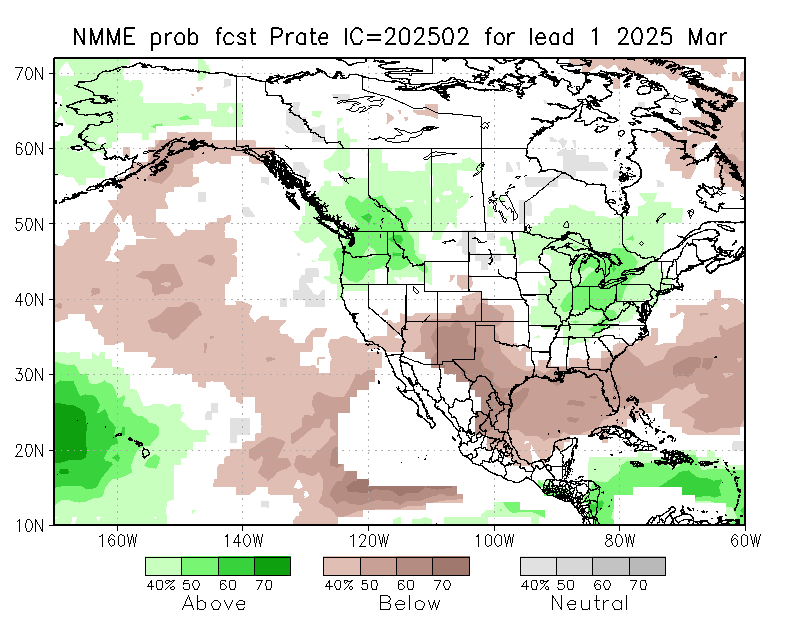 NMME prob fcst Prate IC=202502 for lead 1 2025 Mar
70N
60N
50N
40N
30N
20N
10N
160W 140W 120W 100W 80W 60W
40% 50 60 70 40% 50 60 70 40% 50 60 70
Above Below Neutral